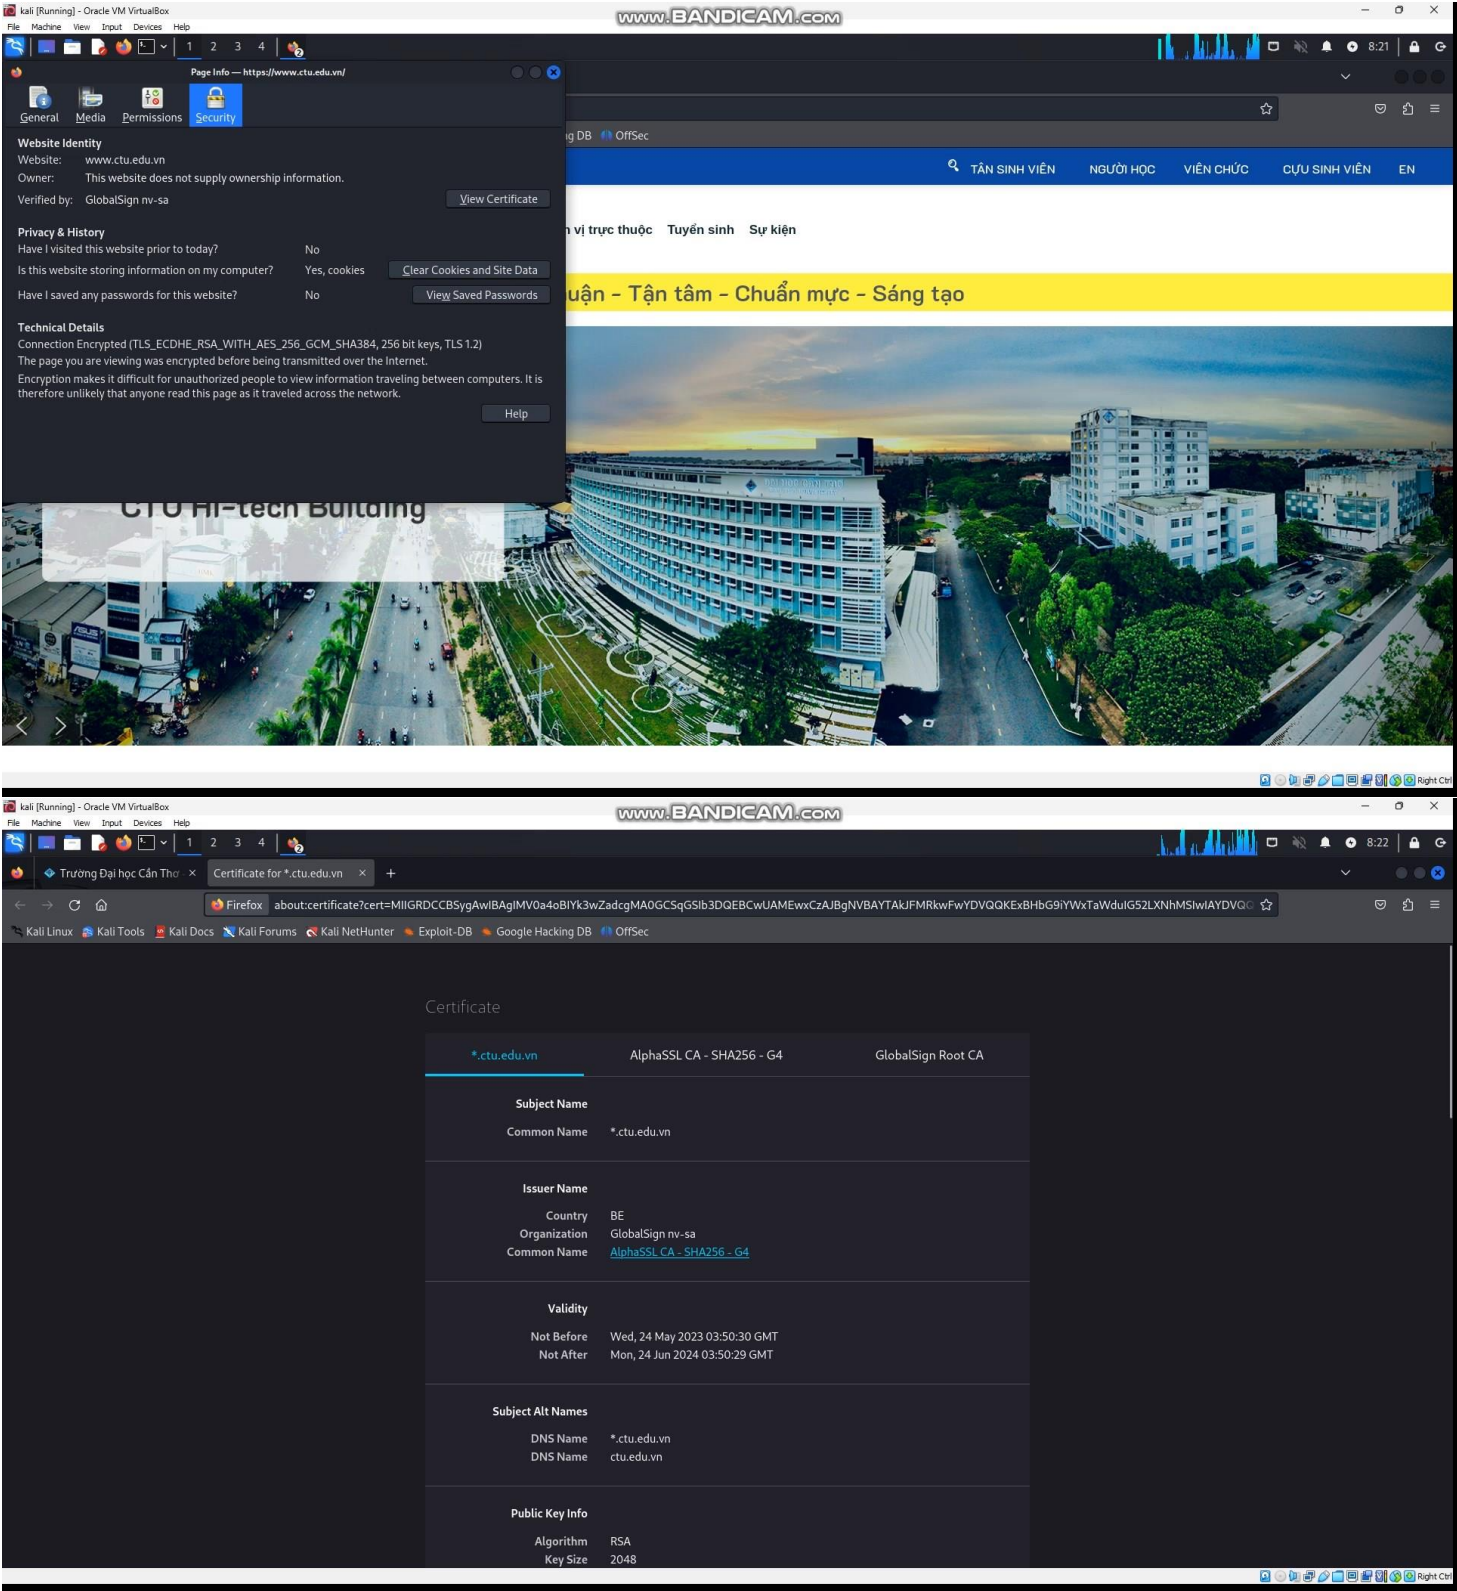 kali [Running] - Oracle VM VirtualBox
www.BANDICAM.com
File Machine View Input Devices Help
1 2 3 4
8:21
Page Info — https://www.ctu.edu.vn/
General Media Permissions Security
Website Identity
Website: www.ctu.edu.vn
Owner: This website does not supply ownership information.
Verified by: GlobalSign nv-sa
View Certificate
Privacy & History
Have I visited this website prior to today? No
Is this website storing information on my computer? Yes, cookies Clear Cookies and Site Data
Have I saved any passwords for this website? No View Saved Passwords
Technical Details
Connection Encrypted (TLS_ECDHE_RSA_WITH_AES_256_GCM_SHA384, 256 bit keys, TLS 1.2)
The page you are viewing was encrypted before being transmitted over the Internet.
Encryption makes it difficult for unauthorized people to view information traveling between computers. It is
therefore unlikely that anyone read this page as it traveled across the network.
Help
DB OffSec
TÂN SINH VIÊN NGƯỜI HỌC VIÊN CHỨC CỰU SINH VIÊN EN
vị trực thuộc Tuyển sinh Sự kiện
- Tận tâm - Chuẩn mực - Sáng tạo
CTU Hi-tech Building
ASUS
Right Ctrl
kali [Running] - Oracle VM VirtualBox
www.BANDICAM.com
File Machine View Input Devices Help
1 2 3 4
8:22
Trường Đại học Cần Thơ Certificate for *.ctu.edu.vn
Firefox about:certificate?cert=MIIGRDCCBSygAwIBAgIMV0a4oBIYk3wZadcgMA0GCSqGSIb3DQEBCwUAMEwxCzAJBgNVBAYTAkJFMRkwFwYDVQQKExBHbG9iYWxTaWduIG52LXNhMSIwIAYDVQQ
Kali Linux Kali Tools Kali Docs Kali Forums Kali NetHunter Exploit-DB Google Hacking DB OffSec
Certificate
*.ctu.edu.vn AlphaSSL CA - SHA256 - G4 GlobalSign Root CA
Subject Name
Common Name *.ctu.edu.vn
Issuer Name
Country BE
Organization GlobalSign nv-sa
Common Name AlphaSSL CA - SHA256 - G4
Validity
Not Before Wed, 24 May 2023 03:50:30 GMT
Not After Mon, 24 Jun 2024 03:50:29 GMT
Subject Alt Names
DNS Name *.ctu.edu.vn
DNS Name ctu.edu.vn
Public Key Info
Algorithm RSA
Key Size 2048
Right Ctrl